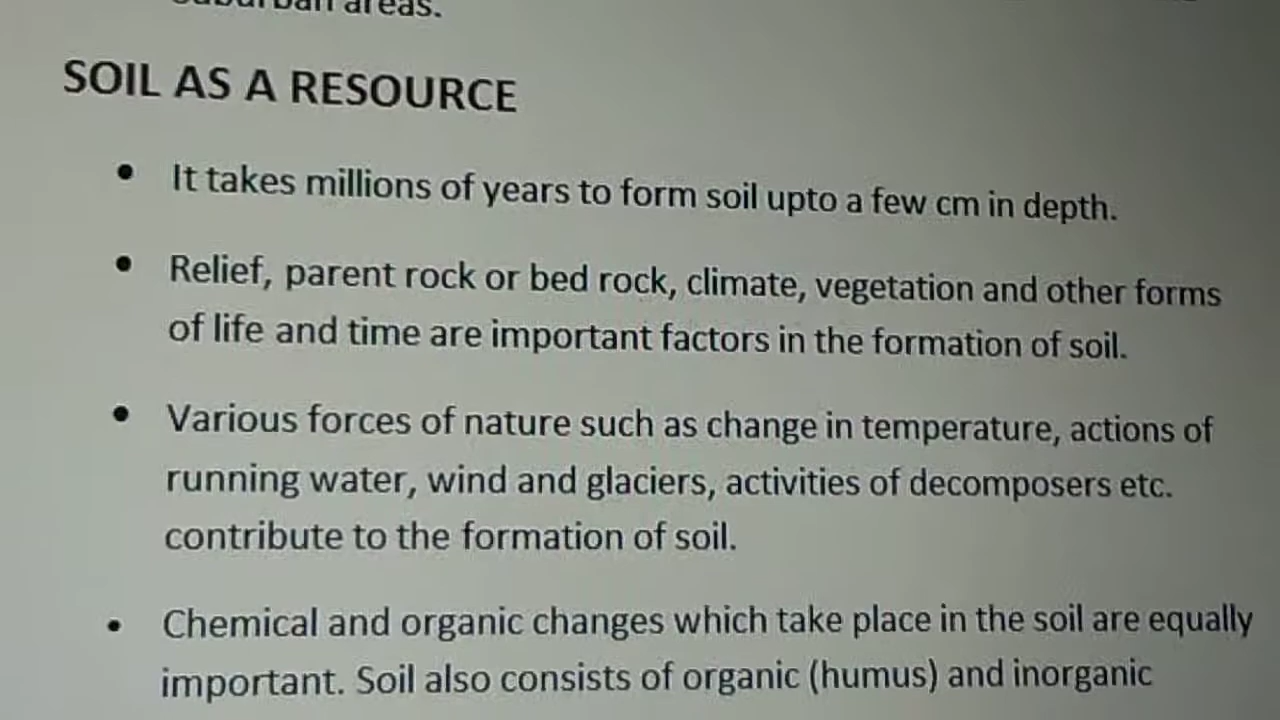 suburban areas.
SOIL AS A RESOURCE
• It takes millions of years to form soil upto a few cm in depth.
• Relief, parent rock or bed rock, climate, vegetation and other forms
of life and time are important factors in the formation of soil.
• Various forces of nature such as change in temperature, actions of
running water, wind and glaciers, activities of decomposers etc.
contribute to the formation of soil.
• Chemical and organic changes which take place in the soil are equally
important. Soil also consists of organic (humus) and inorganic